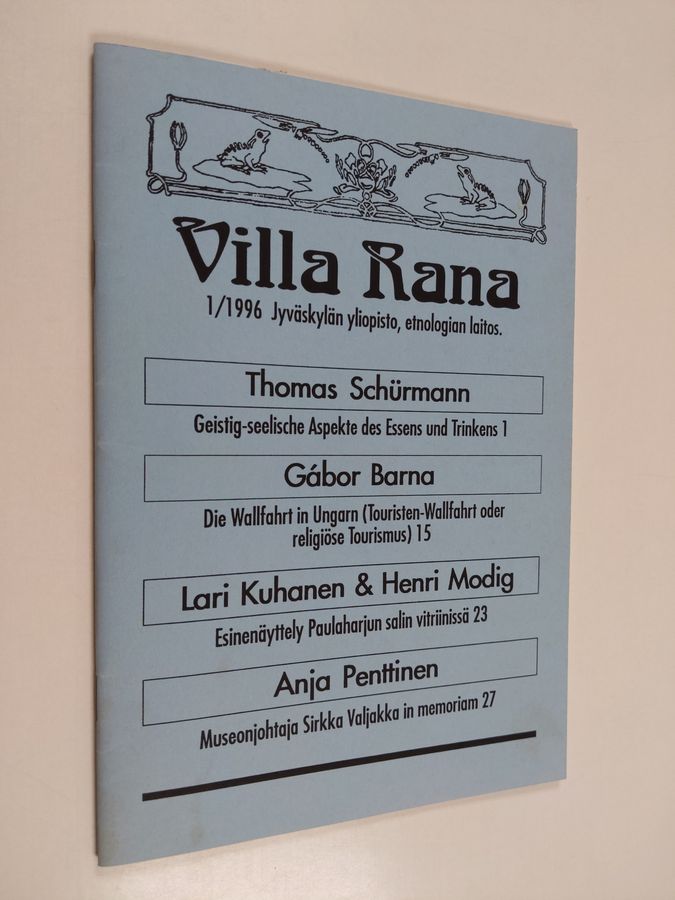 Villa Rana
1/1996 Jyväskylän yliopisto, etnologian laitos.
Thomas Schürmann
Geistig-seelische Aspekte des Essens und Trinkens 1
Gábor Barna
Die Wallfahrt in Ungarn (Touristen-Wallfahrt oder
religiöse Tourismus) 15
Lari Kuhanen & Henri Modig
Esinenäyttely Paulaharjun salin vitriinissä 23
Anja Penttinen
Museonjohtaja Sirkka Valjakka in memoriam 27